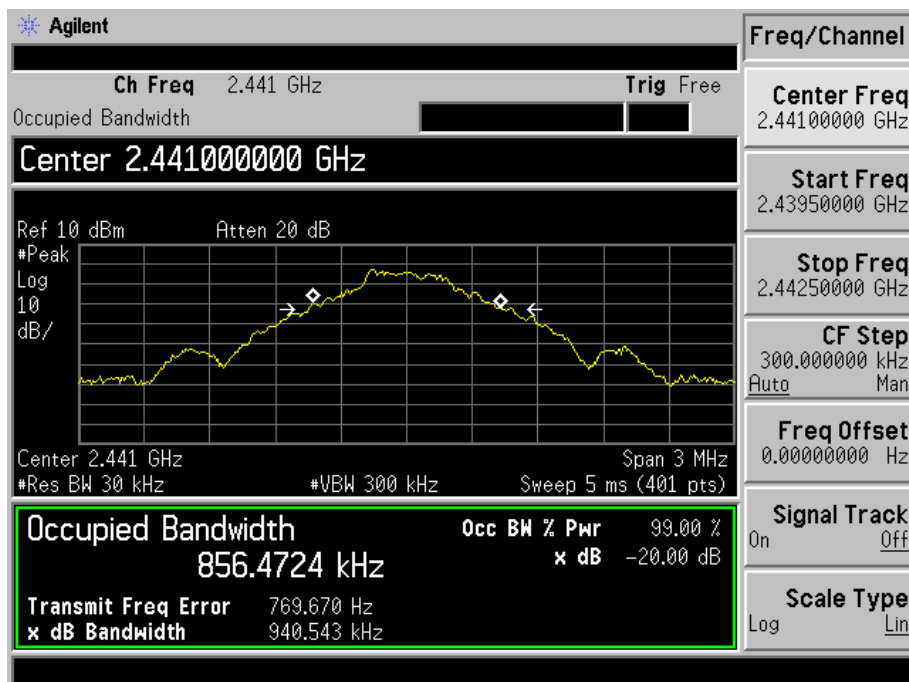 Agilent
Freq/Channel
Ch Freq 2.441 GHz Trig Free
Occupied Bandwidth
Center 2.441000000 GHz
Ref 10 dBm Atten 20 dB
#Peak
Log
10
dB/
Center 2.441 GHz Span 3 MHz
#Res BW 30 kHz #VBW 300 kHz Sweep 5 ms (401 pts)
Occupied Bandwidth
856.4724 kHz
Occ BW % Pwr 99.00 %
x dB -20.00 dB
Transmit Freq Error 769.670 Hz
x dB Bandwidth 940.543 kHz
Center Freq
2.44100000 GHz
Start Freq
2.43950000 GHz
Stop Freq
2.44250000 GHz
CF Step
300.000000 kHz
Auto Man
Freq Offset
0.00000000 Hz
Signal Track
On Off
Scale Type
Log Lin